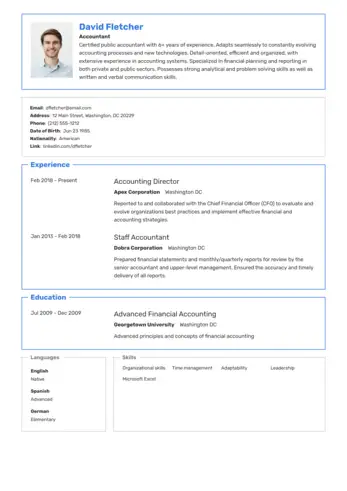 David Fletcher
Accountant
Certified public accountant with 6+ years of experience. Adapts seamlessly to constantly evolving
accounting processes and new technologies. Detail-oriented, efficient and organized, with
extensive experience in accounting systems. Specialized in financial planning and reporting in
both private and public sectors. Possesses strong analytical and problem solving skills as well as
written and verbal communication skills.
Email: dfletcher@email.com
Address: 12 Main Street, Washington, DC 20239
Phone: (212) 555-1212
Date of Birth: Jun 23 1985
Nationality: American
Link: linkedin.com/dfletcher
Experience
Feb 2018 - Present
Accounting Director
Apex Corporation Washington DC
Reported to and collaborated with the Chief Financial Officer (CFO) to evaluate and
evolve organizations best practices and implement effective financial and
accounting strategies.
Jan 2013 - Feb 2018
Staff Accountant
Dobra Corporation Washington DC
Prepared financial statements and monthly/quarterly reports for review by the
senior accountant and upper-level management. Ensured the accuracy and timely
delivery of all reports.
Education
Jul 2009 - Dec 2009
Advanced Financial Accounting
Georgetown University Washington DC
Advanced principles and concepts of financial accounting
Languages
English
Native
Spanish
Advanced
German
Elementary
Skills
Organizational skills Time management Adaptability Leadership
Microsoft Excel